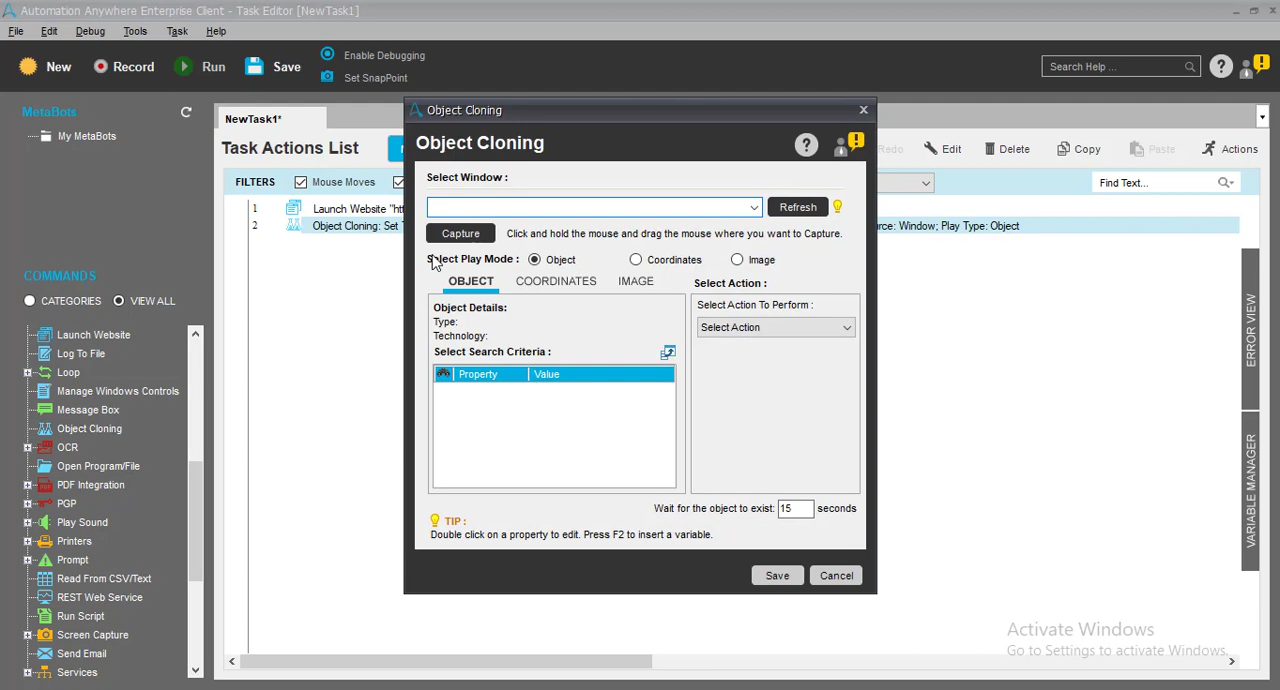 Automation Anywhere Enterprise Client - Task Editor [NewTask1]
File Edit Debug Tools Task Help
New Record Run Save
Enable Debugging
Set SnapPoint
Search Help ...
MetaBots
My MetaBots
NewTask1*
Task Actions List
Redo Edit Delete Copy Paste Actions
FILTERS Mouse Moves
Find Text...
1 Launch Website "htt
2 Object Cloning: Set T
rce: Window; Play Type: Object
COMMANDS
CATEGORIES VIEW ALL
Launch Website
Log To File
Loop
Manage Windows Controls
Message Box
Object Cloning
OCR
Open Program/File
PDF Integration
PGP
Play Sound
Printers
Prompt
Read From CSV/Text
REST Web Service
Run Script
Screen Capture
Send Email
Services
Object Cloning
Object Cloning
Select Window :
Refresh
Capture Click and hold the mouse and drag the mouse where you want to Capture.
Select Play Mode : Object Coordinates Image
OBJECT COORDINATES IMAGE
Object Details:
Type:
Technology:
Select Search Criteria :
Property Value
Select Action :
Select Action To Perform :
Select Action
Wait for the object to exist: 15 seconds
TIP :
Double click on a property to edit. Press F2 to insert a variable.
Save Cancel
ERROR VIEW
VARIABLE MANAGER
Activate Windows
Go to Settings to activate Windows.